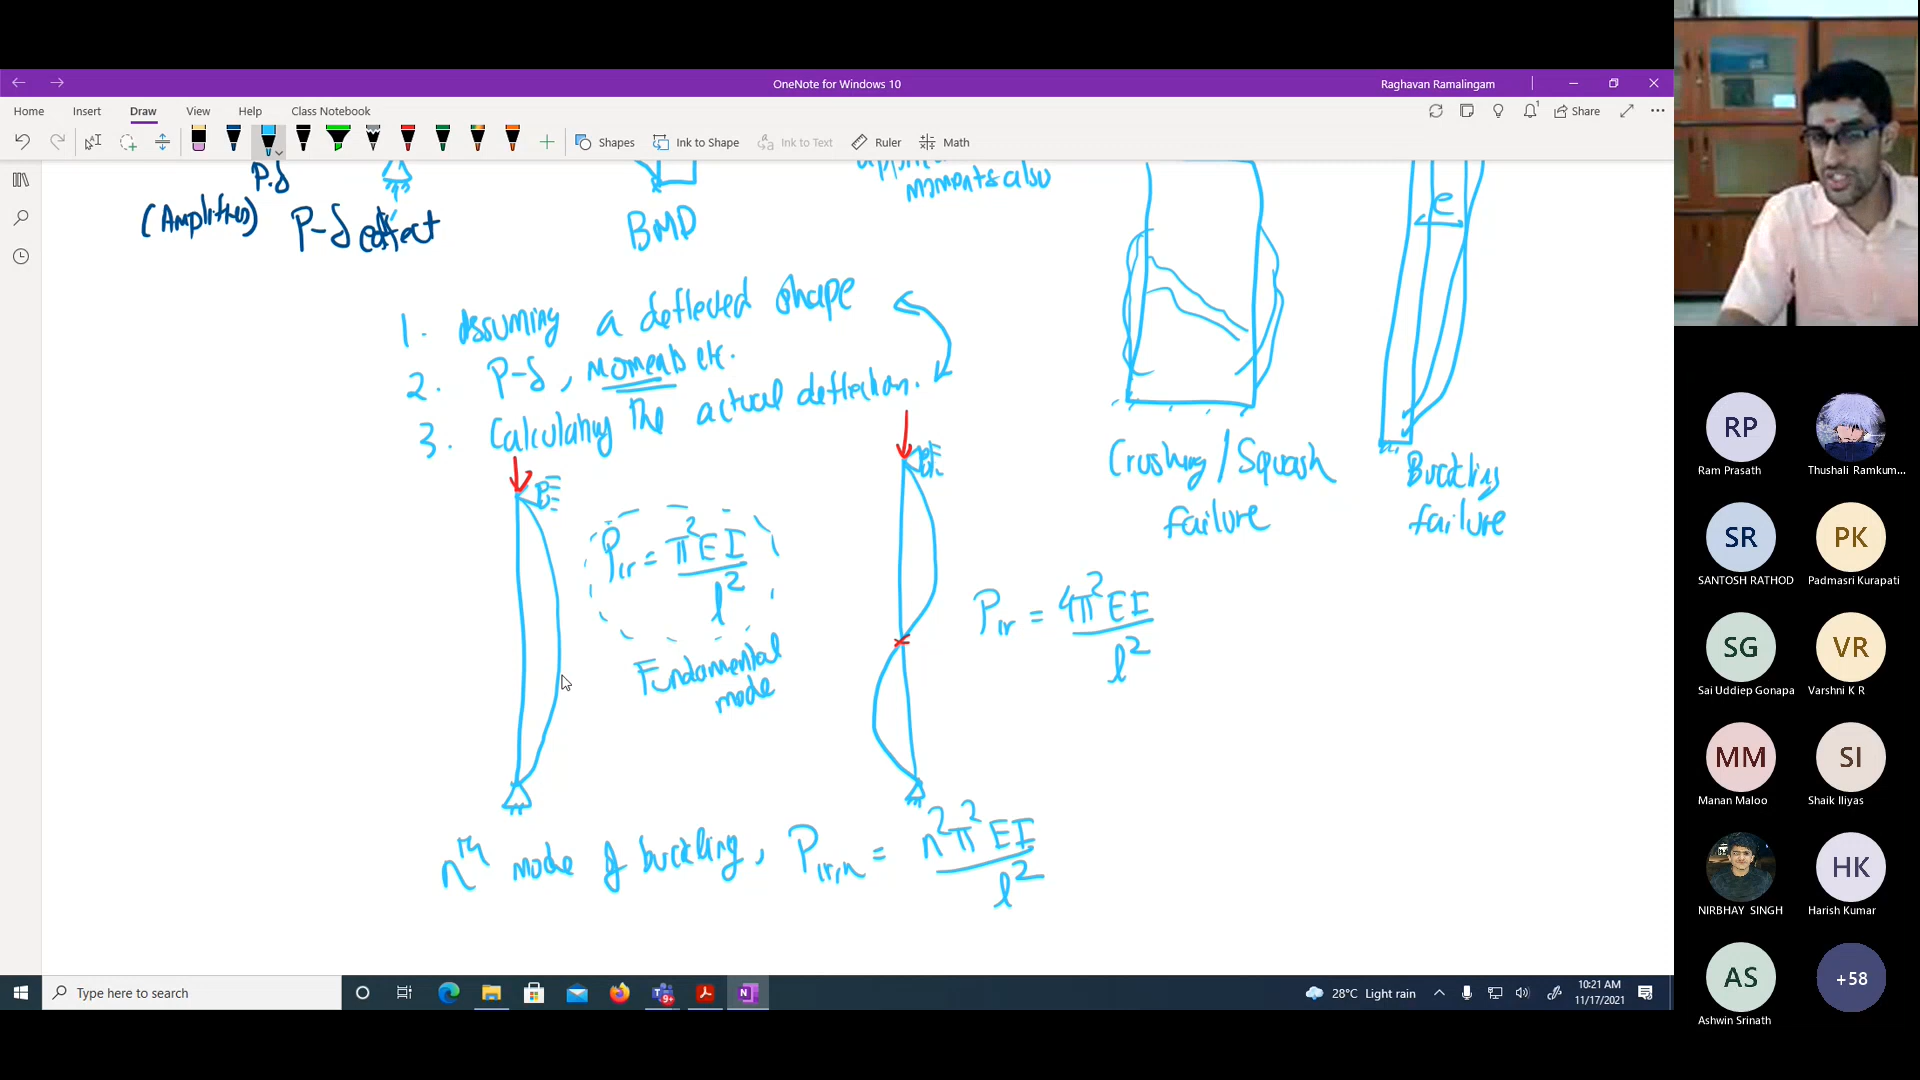 OneNote for Windows 10
Raghavan Ramalingam
Home Insert Draw View Help Class Notebook
Share
Shapes Ink to Shape Ink to Text Ruler Math
P.δ
(Amplified) P-δ effect
BMD
moments also
e
1. Assuming a deflected shape
2. P-δ, moments etc.
3. Calculating the actual deflection.
Crushing/Squash
failure
Buckling
failure
Pcr = π²EI
l²
Fundamental
mode
Pcr = 4π²EI
l²
nth mode of buckling, Pcr,n = n²π²EI
l²
RP
Ram Prasath
Thushali Ramkum...
SR
SANTOSH RATHOD
PK
Padmasri Kurapati
SG
Sai Uddiep Gonapa
VR
Varshni K R
MM
Manan Maloo
SI
Shaik Iliyas
NIRBHAY SINGH
HK
Harish Kumar
AS
Ashwin Srinath
+58
Type here to search
9+
28°C Light rain
10:21 AM
11/17/2021